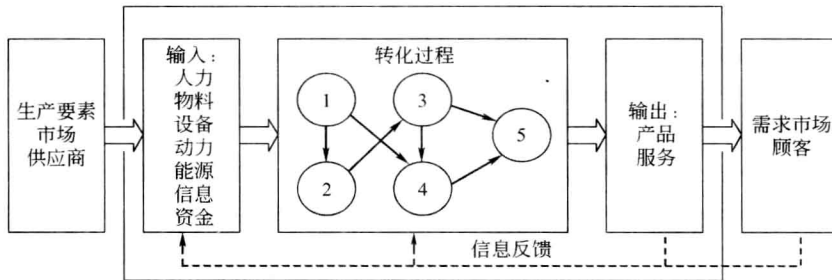 生产要素
市场
供应商
输入：
人力
物料
设备
动力
能源
信息
资金
转化过程
1
3
5
2
4
输出：
产品
服务
需求市场
顾客
信息反馈